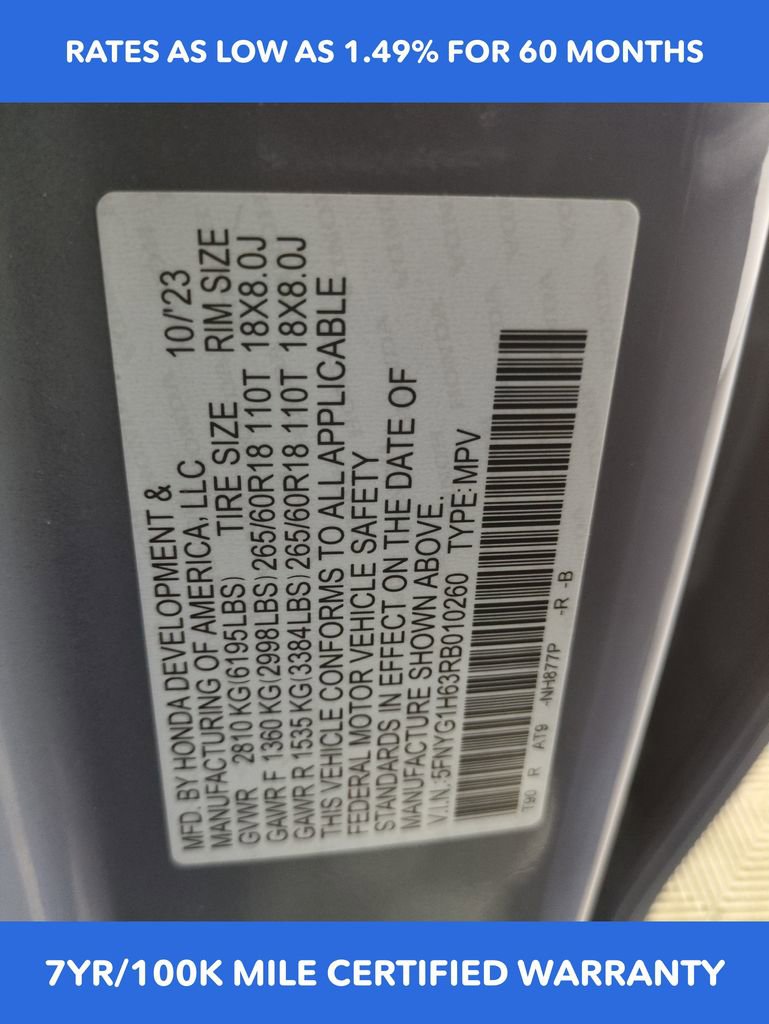 RATES AS LOW AS 1.49% FOR 60 MONTHS
MFD. BY HONDA DEVELOPMENT & 10/'23
MANUFACTURING OF AMERICA, LLC
GVWR 2810 KG(6195LBS) TIRE SIZE RIM SIZE
GAWR F 1360 KG(2998LBS) 265/60R18 110T 18X8.0J
GAWR R 1535 KG(3384LBS) 265/60R18 110T 18X8.0J
THIS VEHICLE CONFORMS TO ALL APPLICABLE
FEDERAL MOTOR VEHICLE SAFETY
STANDARDS IN EFFECT ON THE DATE OF
MANUFACTURE SHOWN ABOVE.
V.I.N.:5FNYG1H63RB010260 TYPE:MPV
T90 R AT9 -NH877P -R -B
7YR/100K MILE CERTIFIED WARRANTY